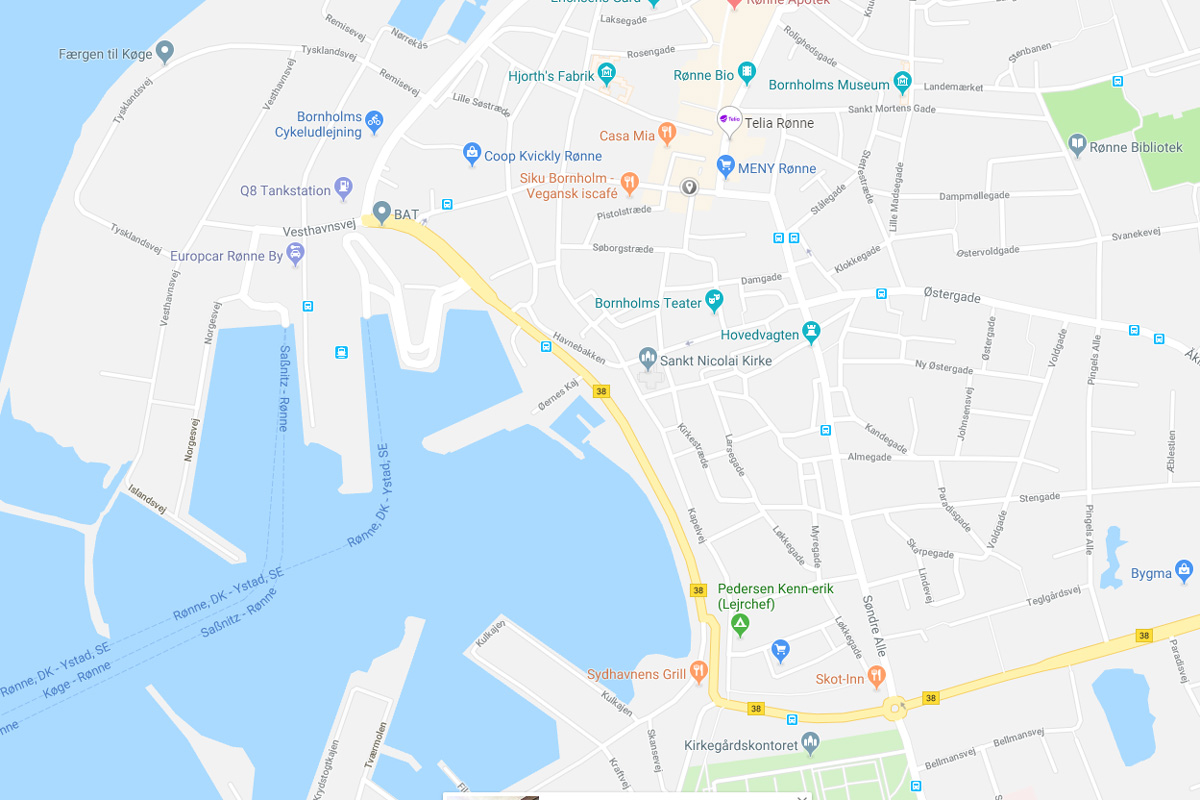 Erichsens Gård
Rønne Apotek
Laksegade
Remisevej
Nørrekås
Færgen til Køge
Tysklandsvej
Rosengade
Rolighedsgade
Stenbanen
Vesthavnsvej
Remisevej
Hjorth's Fabrik
Rønne Bio
Bornholms Museum
Landemærket
Tysklandsvej
Lille Søstræde
Sankt Mortens Gade
Bornholms
Cykeludlejning
Telia
Telia Rønne
Casa Mia
Rønne Bibliotek
Coop Kvickly Rønne
MENY Rønne
Støttestræde
Lille Madsegade
Q8 Tankstation
Siku Bornholm -
Vegansk iscafé
Stålegade
Dampmøllegade
BAT
Pistolstræde
Vesthavnsvej
Tysklandsvej
Svanekevej
Europcar Rønne By
Søborgstræde
Klokkegade
Østervoldgade
Damgade
Vesthavnsvej
Norgesvej
Bornholms Teater
Østergade
Hovedvagten
Havnebakken
Østergade
Voldgade
Pingels Alle
Saßnitz - Rønne
Sankt Nicolai Kirke
Ny Østergade
Øernes Kaj
38
Norgesvej
Johnsensvej
Kirkestræde
Larsegade
Kandegade
Æblestien
Almegade
Rønne, DK - Ystad, SE
Islandsvej
Stengade
Paradisgade
Voldgade
Pingels Alle
Kapelvej
Løkkegade
Myregade
Skarpegade
Rønne, DK - Ystad, SE
Saßnitz - Rønne
Lindevej
Bygma
38
Pedersen Kenn-erik
(Lejrchef)
Teglgårdsvej
Søndre Alle
Løkkegade
Kulkajen
38
Rønne, DK - Ystad, SE
Køge - Rønne
Paradisvej
Sydhavnens Grill
Skot-Inn
38
38
Kulkajen
Kirkegårdskontoret
Skansevej
Bellmansvej
Bellmansvej
Tværmolen
Krydstogtkajen
Kraftvej